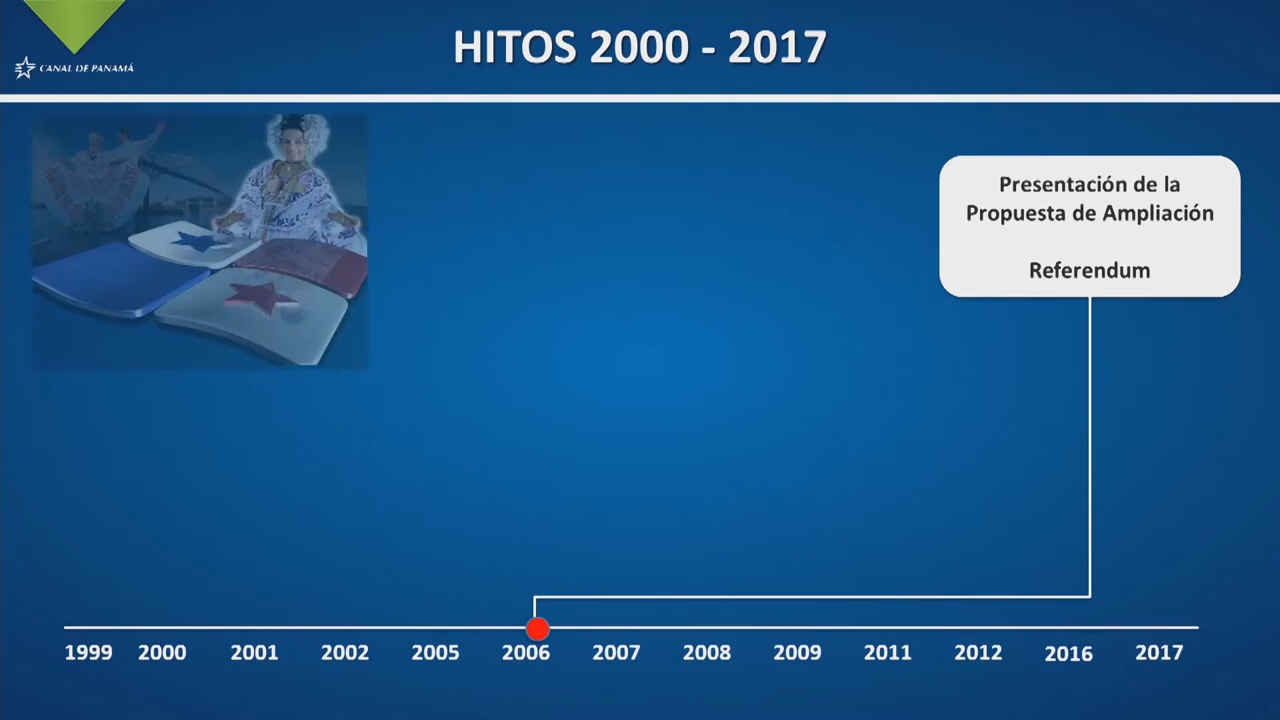 HITOS 2000 - 2017
CANAL DE PANAMÁ
Presentación de la
Propuesta de Ampliación
Referendum
1999 2000 2001 2002 2005 2006 2007 2008 2009 2011 2012 2016 2017